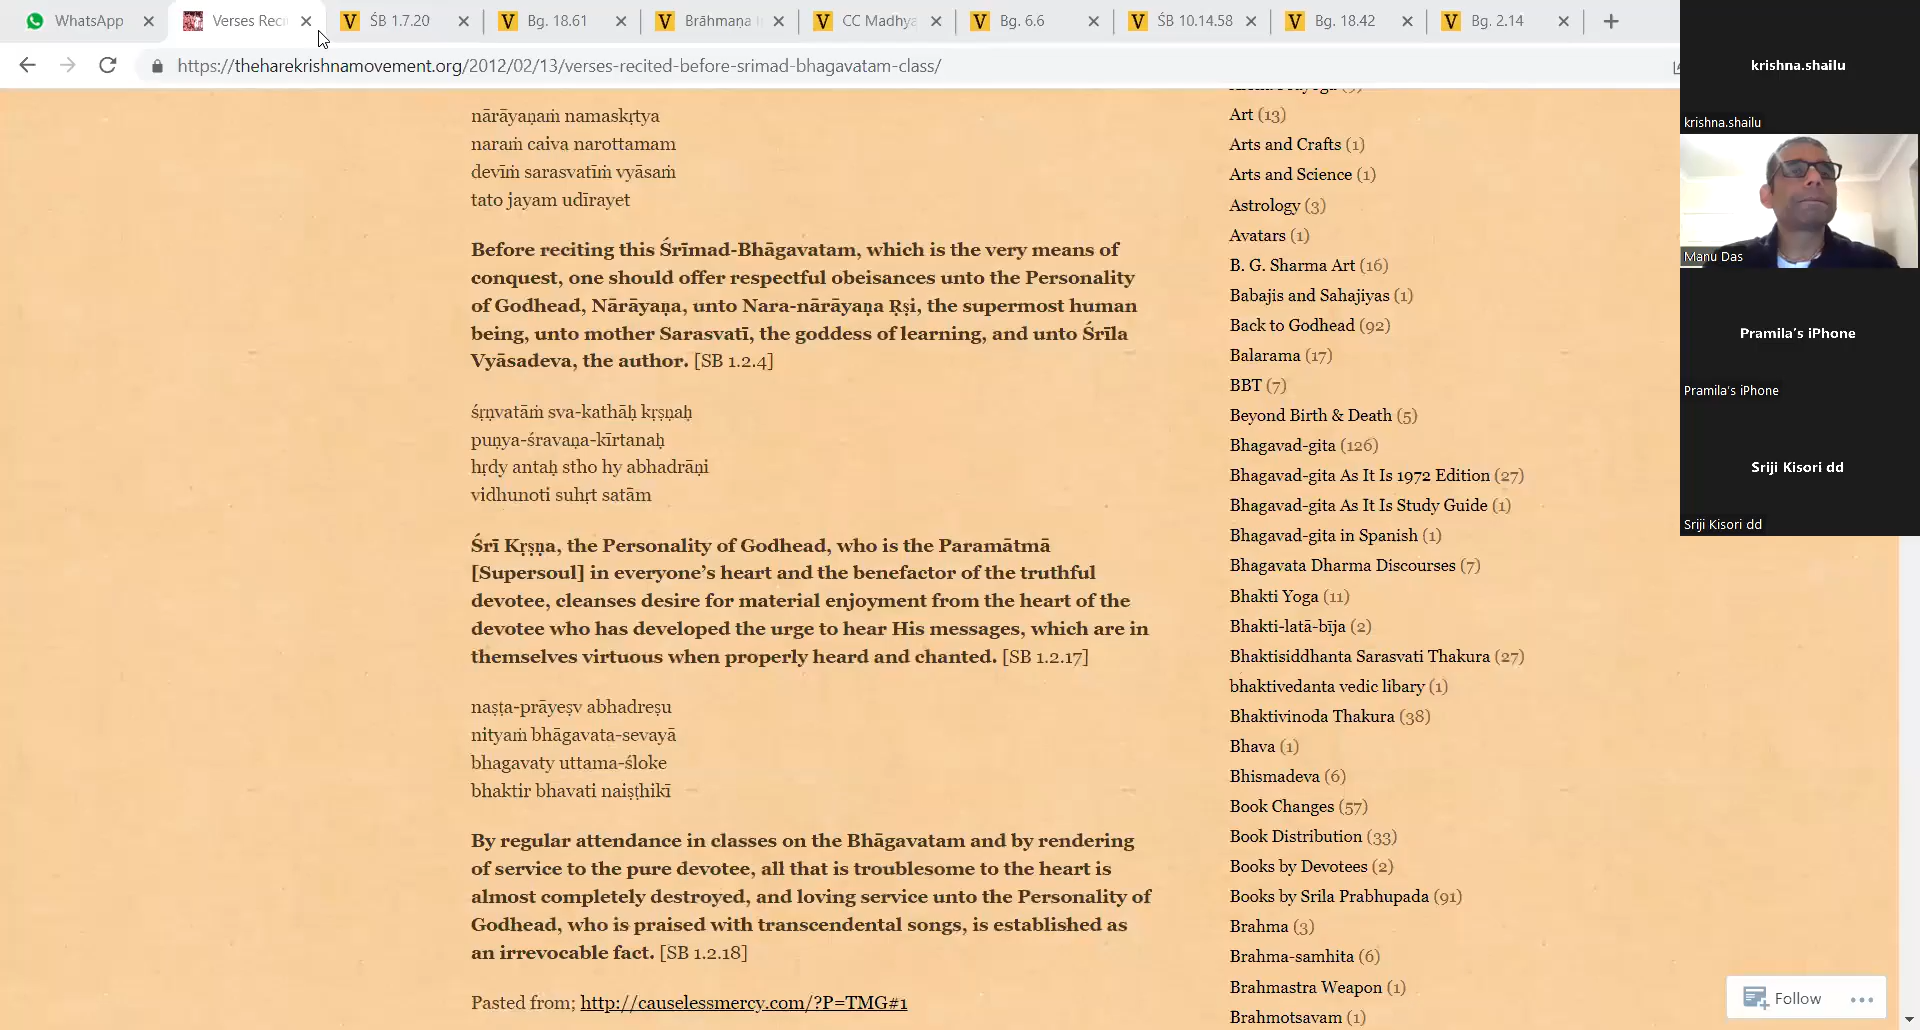 WhatsApp
Verses Reci
ŚB 1.7.20
Bg. 18.61
Brāhmaṇa
CC Madhya
Bg. 6.6
ŚB 10.14.58
Bg. 18.42
Bg. 2.14
https://theharekrishnamovement.org/2012/02/13/verses-recited-before-srimad-bhagavatam-class/
nārāyaṇaṁ namaskṛtya
naraṁ caiva narottamam
devīṁ sarasvatīṁ vyāsaṁ
tato jayam udīrayet
Before reciting this Śrīmad-Bhāgavatam, which is the very means of
conquest, one should offer respectful obeisances unto the Personality
of Godhead, Nārāyaṇa, unto Nara-nārāyaṇa Ṛṣi, the supermost human
being, unto mother Sarasvatī, the goddess of learning, and unto Śrīla
Vyāsadeva, the author. [SB 1.2.4]
śṛṇvatāṁ sva-kathāḥ kṛṣṇaḥ
puṇya-śravaṇa-kīrtanaḥ
hṛdy antaḥ stho hy abhadrāṇi
vidhunoti suhṛt satām
Śrī Kṛṣṇa, the Personality of Godhead, who is the Paramātmā
[Supersoul] in everyone’s heart and the benefactor of the truthful
devotee, cleanses desire for material enjoyment from the heart of the
devotee who has developed the urge to hear His messages, which are in
themselves virtuous when properly heard and chanted. [SB 1.2.17]
naṣṭa-prāyeṣv abhadreṣu
nityaṁ bhāgavata-sevayā
bhagavaty uttama-śloke
bhaktir bhavati naiṣṭhikī
By regular attendance in classes on the Bhāgavatam and by rendering
of service to the pure devotee, all that is troublesome to the heart is
almost completely destroyed, and loving service unto the Personality of
Godhead, who is praised with transcendental songs, is established as
an irrevocable fact. [SB 1.2.18]
Pasted from; http://causelessmercy.com/?P=TMG#1
Art (13)
Arts and Crafts (1)
Arts and Science (1)
Astrology (3)
Avatars (1)
B. G. Sharma Art (16)
Babajis and Sahajiyas (1)
Back to Godhead (92)
Balarama (17)
BBT (7)
Beyond Birth & Death (5)
Bhagavad-gita (126)
Bhagavad-gita As It Is 1972 Edition (27)
Bhagavad-gita As It Is Study Guide (1)
Bhagavad-gita in Spanish (1)
Bhagavata Dharma Discourses (7)
Bhakti Yoga (11)
Bhakti-latā-bīja (2)
Bhaktisiddhanta Sarasvati Thakura (27)
bhaktivedanta vedic libary (1)
Bhaktivinoda Thakura (38)
Bhava (1)
Bhismadeva (6)
Book Changes (57)
Book Distribution (33)
Books by Devotees (2)
Books by Srila Prabhupada (91)
Brahma (3)
Brahma-samhita (6)
Brahmastra Weapon (1)
Brahmotsavam (1)
krishna.shailu
krishna.shailu
Manu Das
Pramila's iPhone
Pramila's iPhone
Sriji Kisori dd
Sriji Kisori dd
Follow